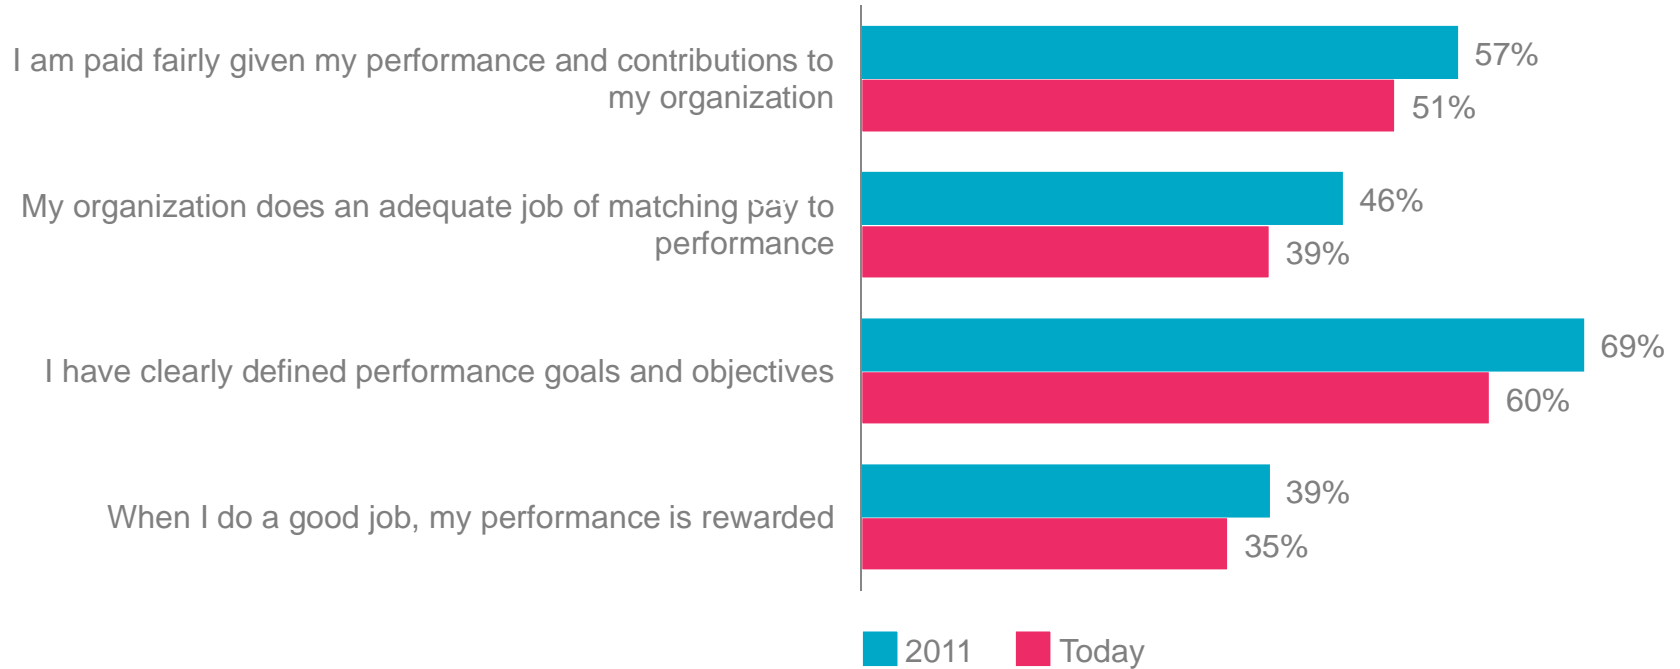 I am paid fairly given my performance and contributions to
my organization
57%
51%
My organization does an adequate job of matching pay to
performance
46%
39%
I have clearly defined performance goals and objectives
69%
60%
When I do a good job, my performance is rewarded
39%
35%
2011
Today